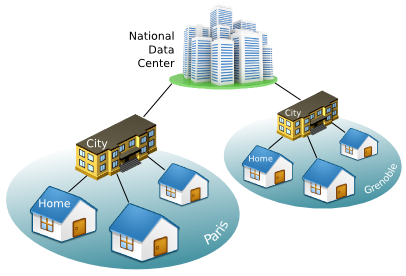 National
Data
Center
City
City
Home
Home
Paris
Grenoble